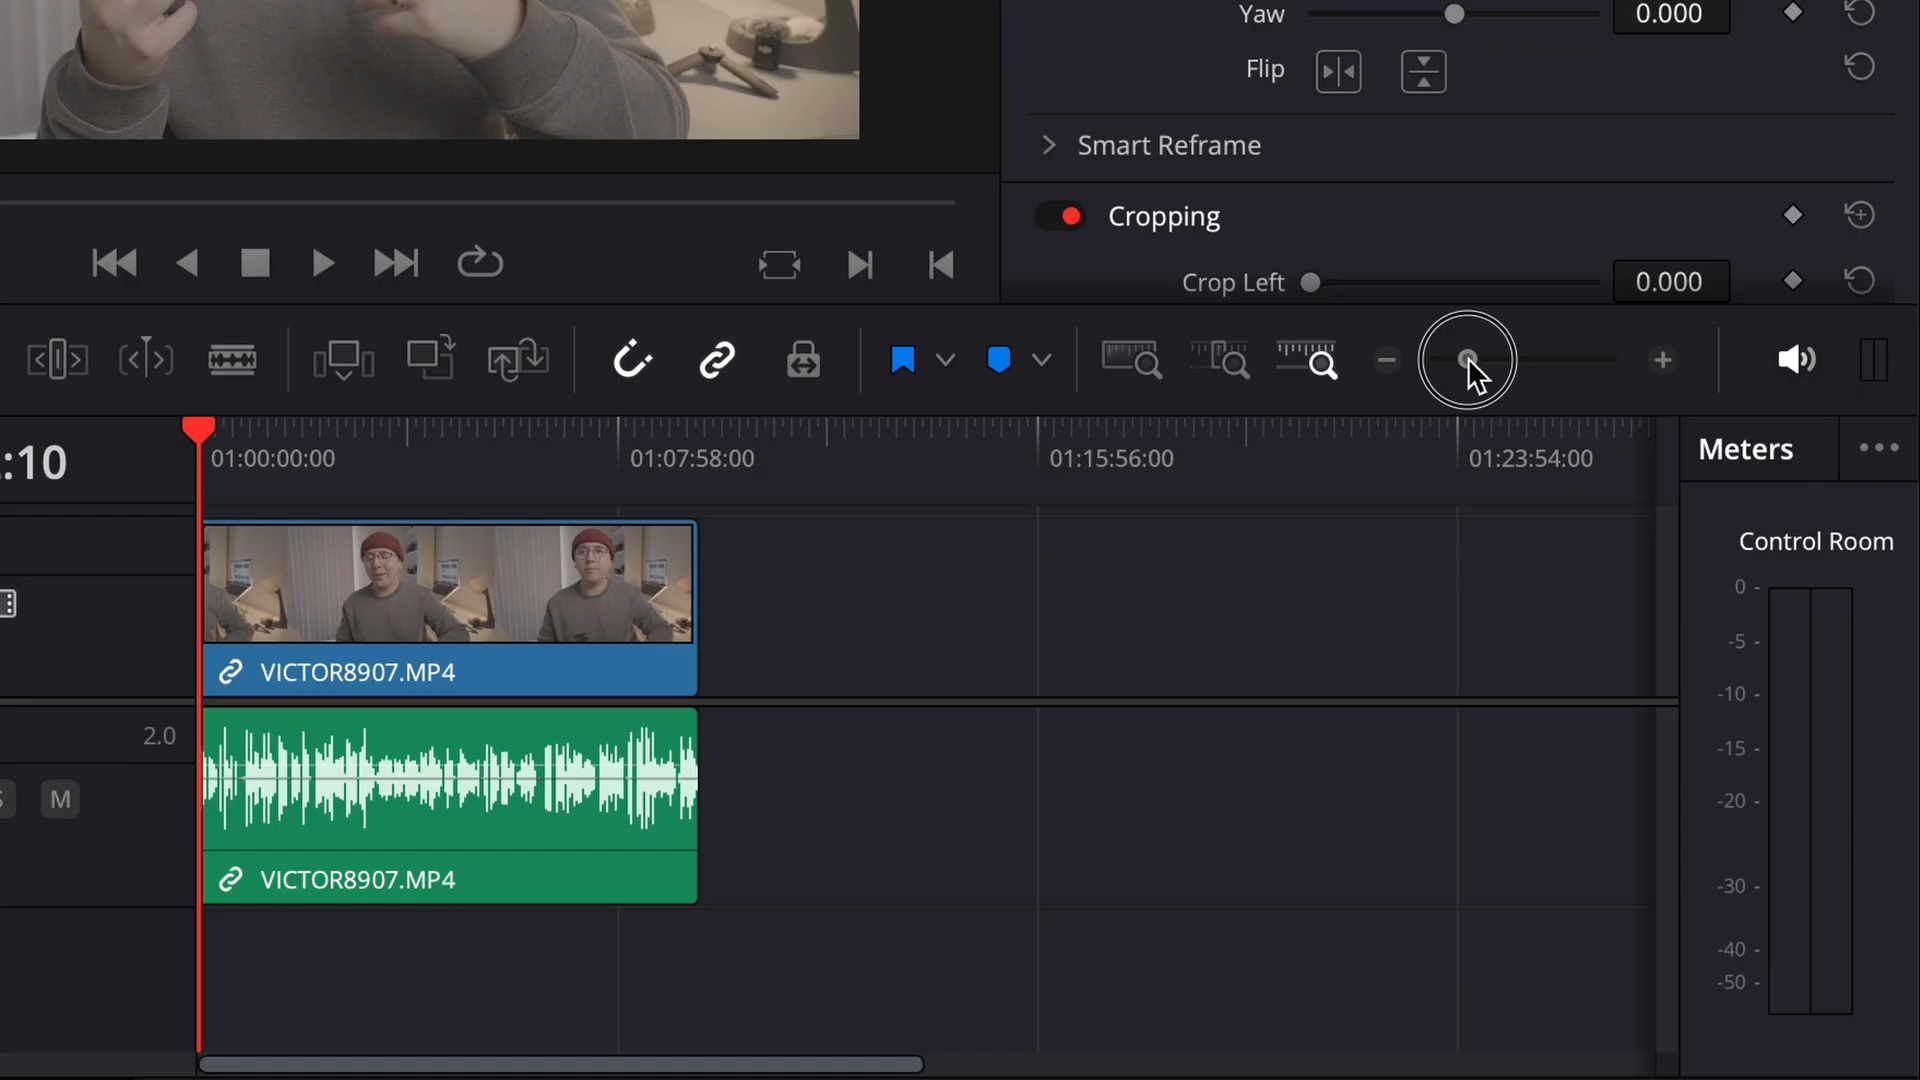 Yaw
0.000
Flip
Smart Reframe
Cropping
Crop Left
0.000
:10
01:00:00:00
01:07:58:00
01:15:56:00
01:23:54:00
Meters
Control Room
0
-5
-10
-15
-20
-30
-40
-50
VICTOR8907.MP4
2.0
S
M
VICTOR8907.MP4